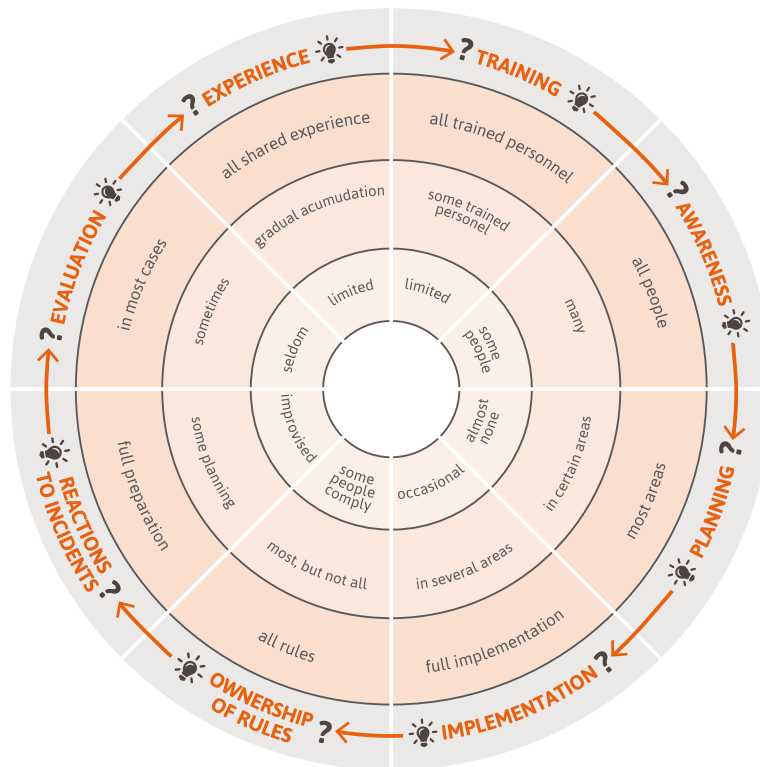 ? TRAINING
all trained personnel
some trained
personel
limited
? AWARENESS
all people
many
some
people
? PLANNING
most areas
in certain areas
almost
none
? IMPLEMENTATION
full implementation
in several areas
occasional
? OWNERSHIP
OF RULES
all rules
most, but not all
some
people
comply
? REACTIONS
TO INCIDENTS
full preparation
some planning
improvised
? EVALUATION
in most cases
sometimes
seldom
? EXPERIENCE
all shared experience
gradual acumudation
limited